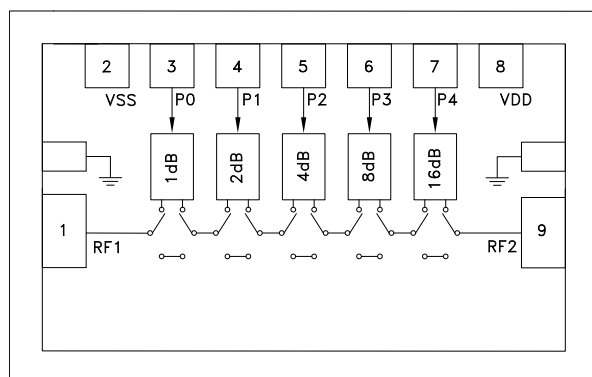 2 3 4 5 6 7 8
VSS P0 P1 P2 P3 P4 VDD
1dB 2dB 4dB 8dB 16dB
1 RF1 RF2 9